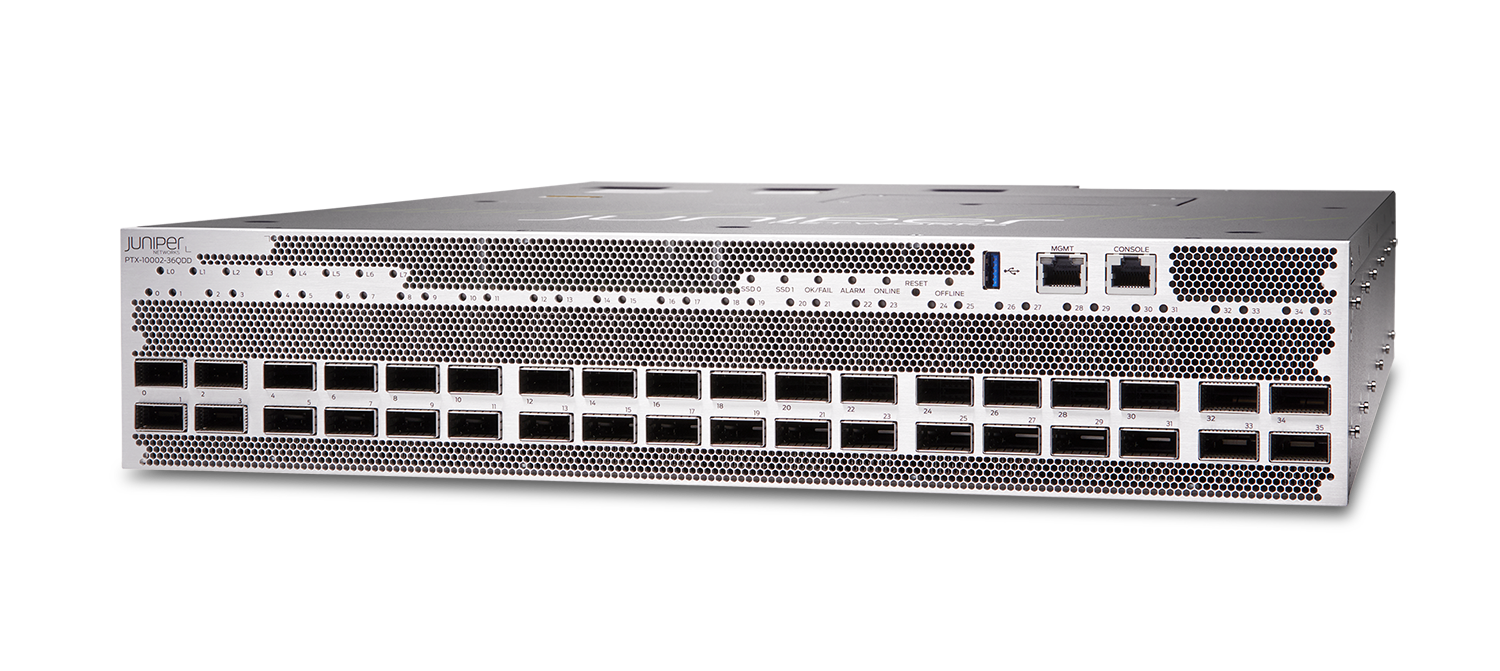 JUNIPER
NETWORKS
PTX-10002-36QDD
JUNIPER
MGMT CONSOLE
L0 L1 L2 L3 L4 L5 L6 L7
SSD 0 SSD 1 OK/FAIL ALARM ONLINE RESET OFFLINE
0 1 2 3 4 5 6 7 8 9 10 11 12 13 14 15 16 17 18 19 20 21 22 23 24 25 26 27 28 29 30 31 32 33 34 35
0 1 2 3 4 5 6 7 8 9 10 11 12 13 14 15 16 17 18 19 20 21 22 23 24 25 26 27 28 29 30 31 32 33 34 35